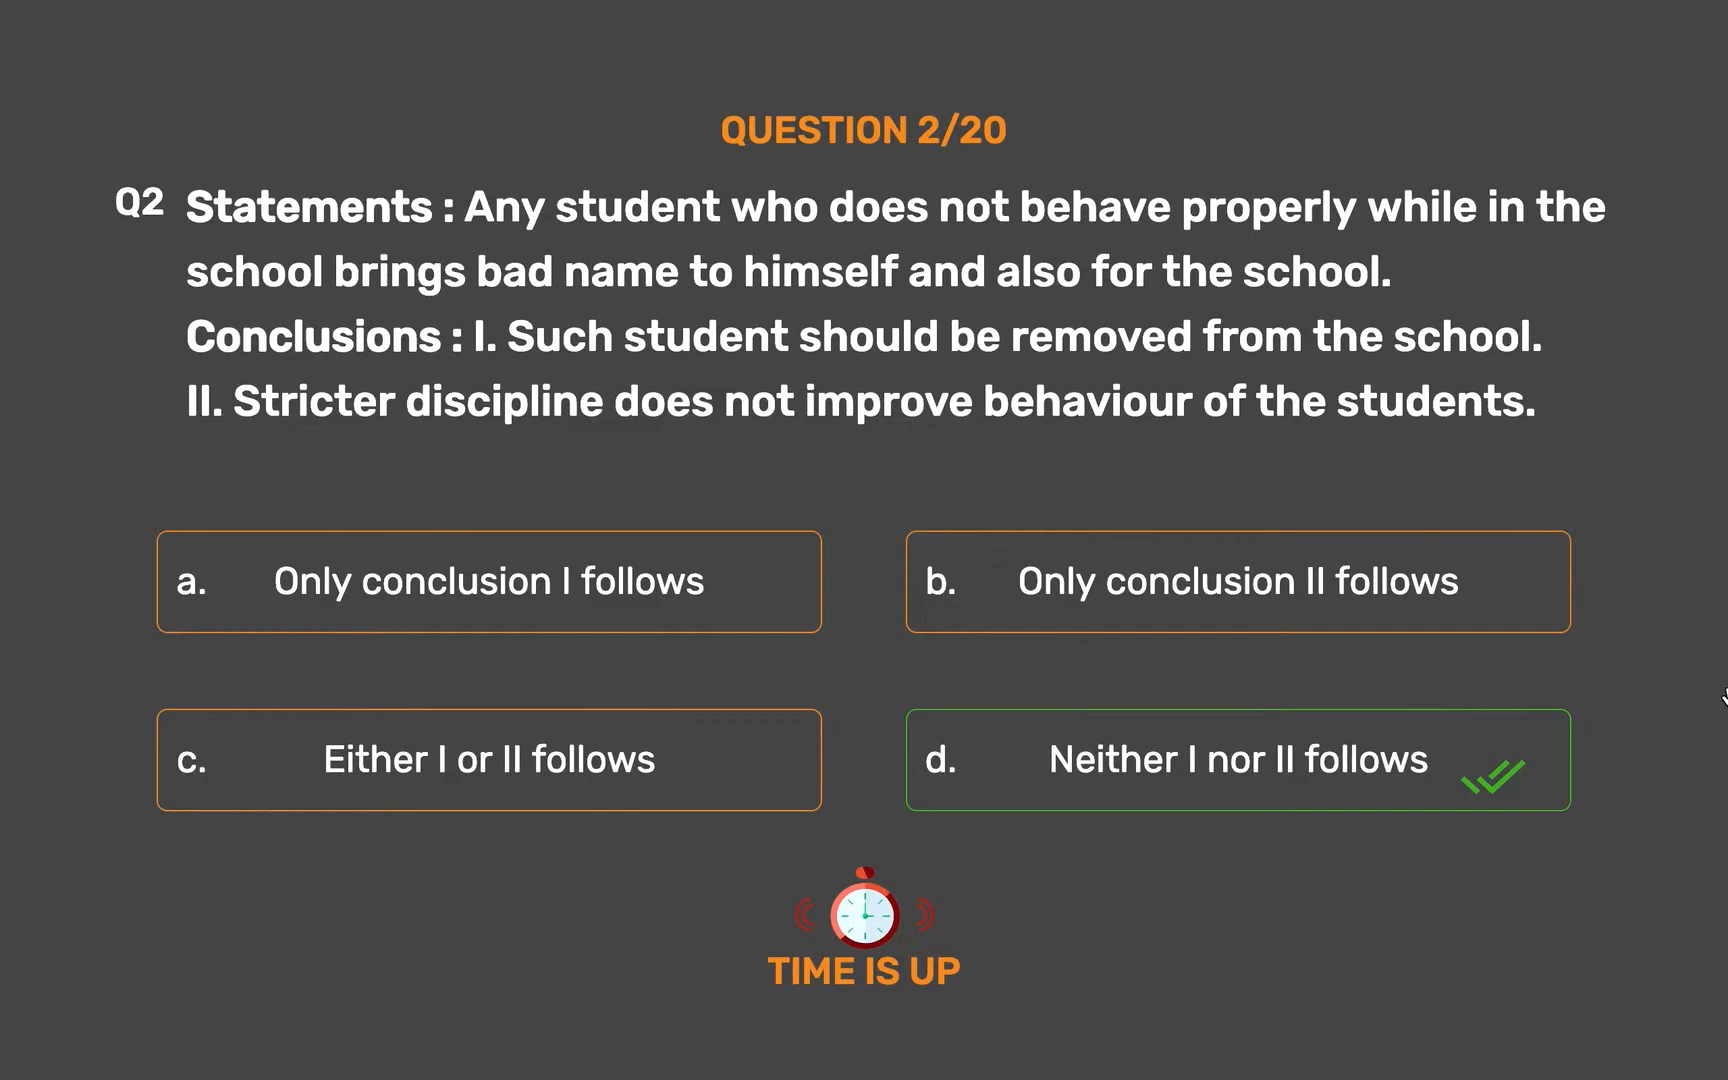 QUESTION 2/20
Q2 Statements : Any student who does not behave properly while in the
school brings bad name to himself and also for the school.
Conclusions : I. Such student should be removed from the school.
II. Stricter discipline does not improve behaviour of the students.
a. Only conclusion I follows
b. Only conclusion II follows
c. Either I or II follows
d. Neither I nor II follows
TIME IS UP